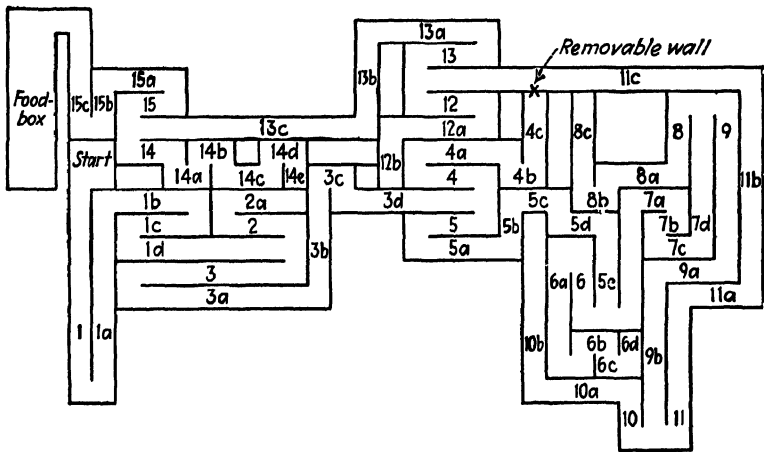 13a
Removable wall
13
15a
11c
Food-
box
15c
15b
15
13b
x
12
13c
12a
4c
8c
8
9
Start
14
14b
14d
12b
4a
14a
14c
14e
3c
4
4b
8a
11b
1b
2a
3d
5c
8b
7a
1c
2
3b
5
5b
5d
7b
7d
1d
5a
7c
3
6a
6
5e
9a
3a
11a
1
1a
10b
6b
6d
9b
6c
10a
10
11